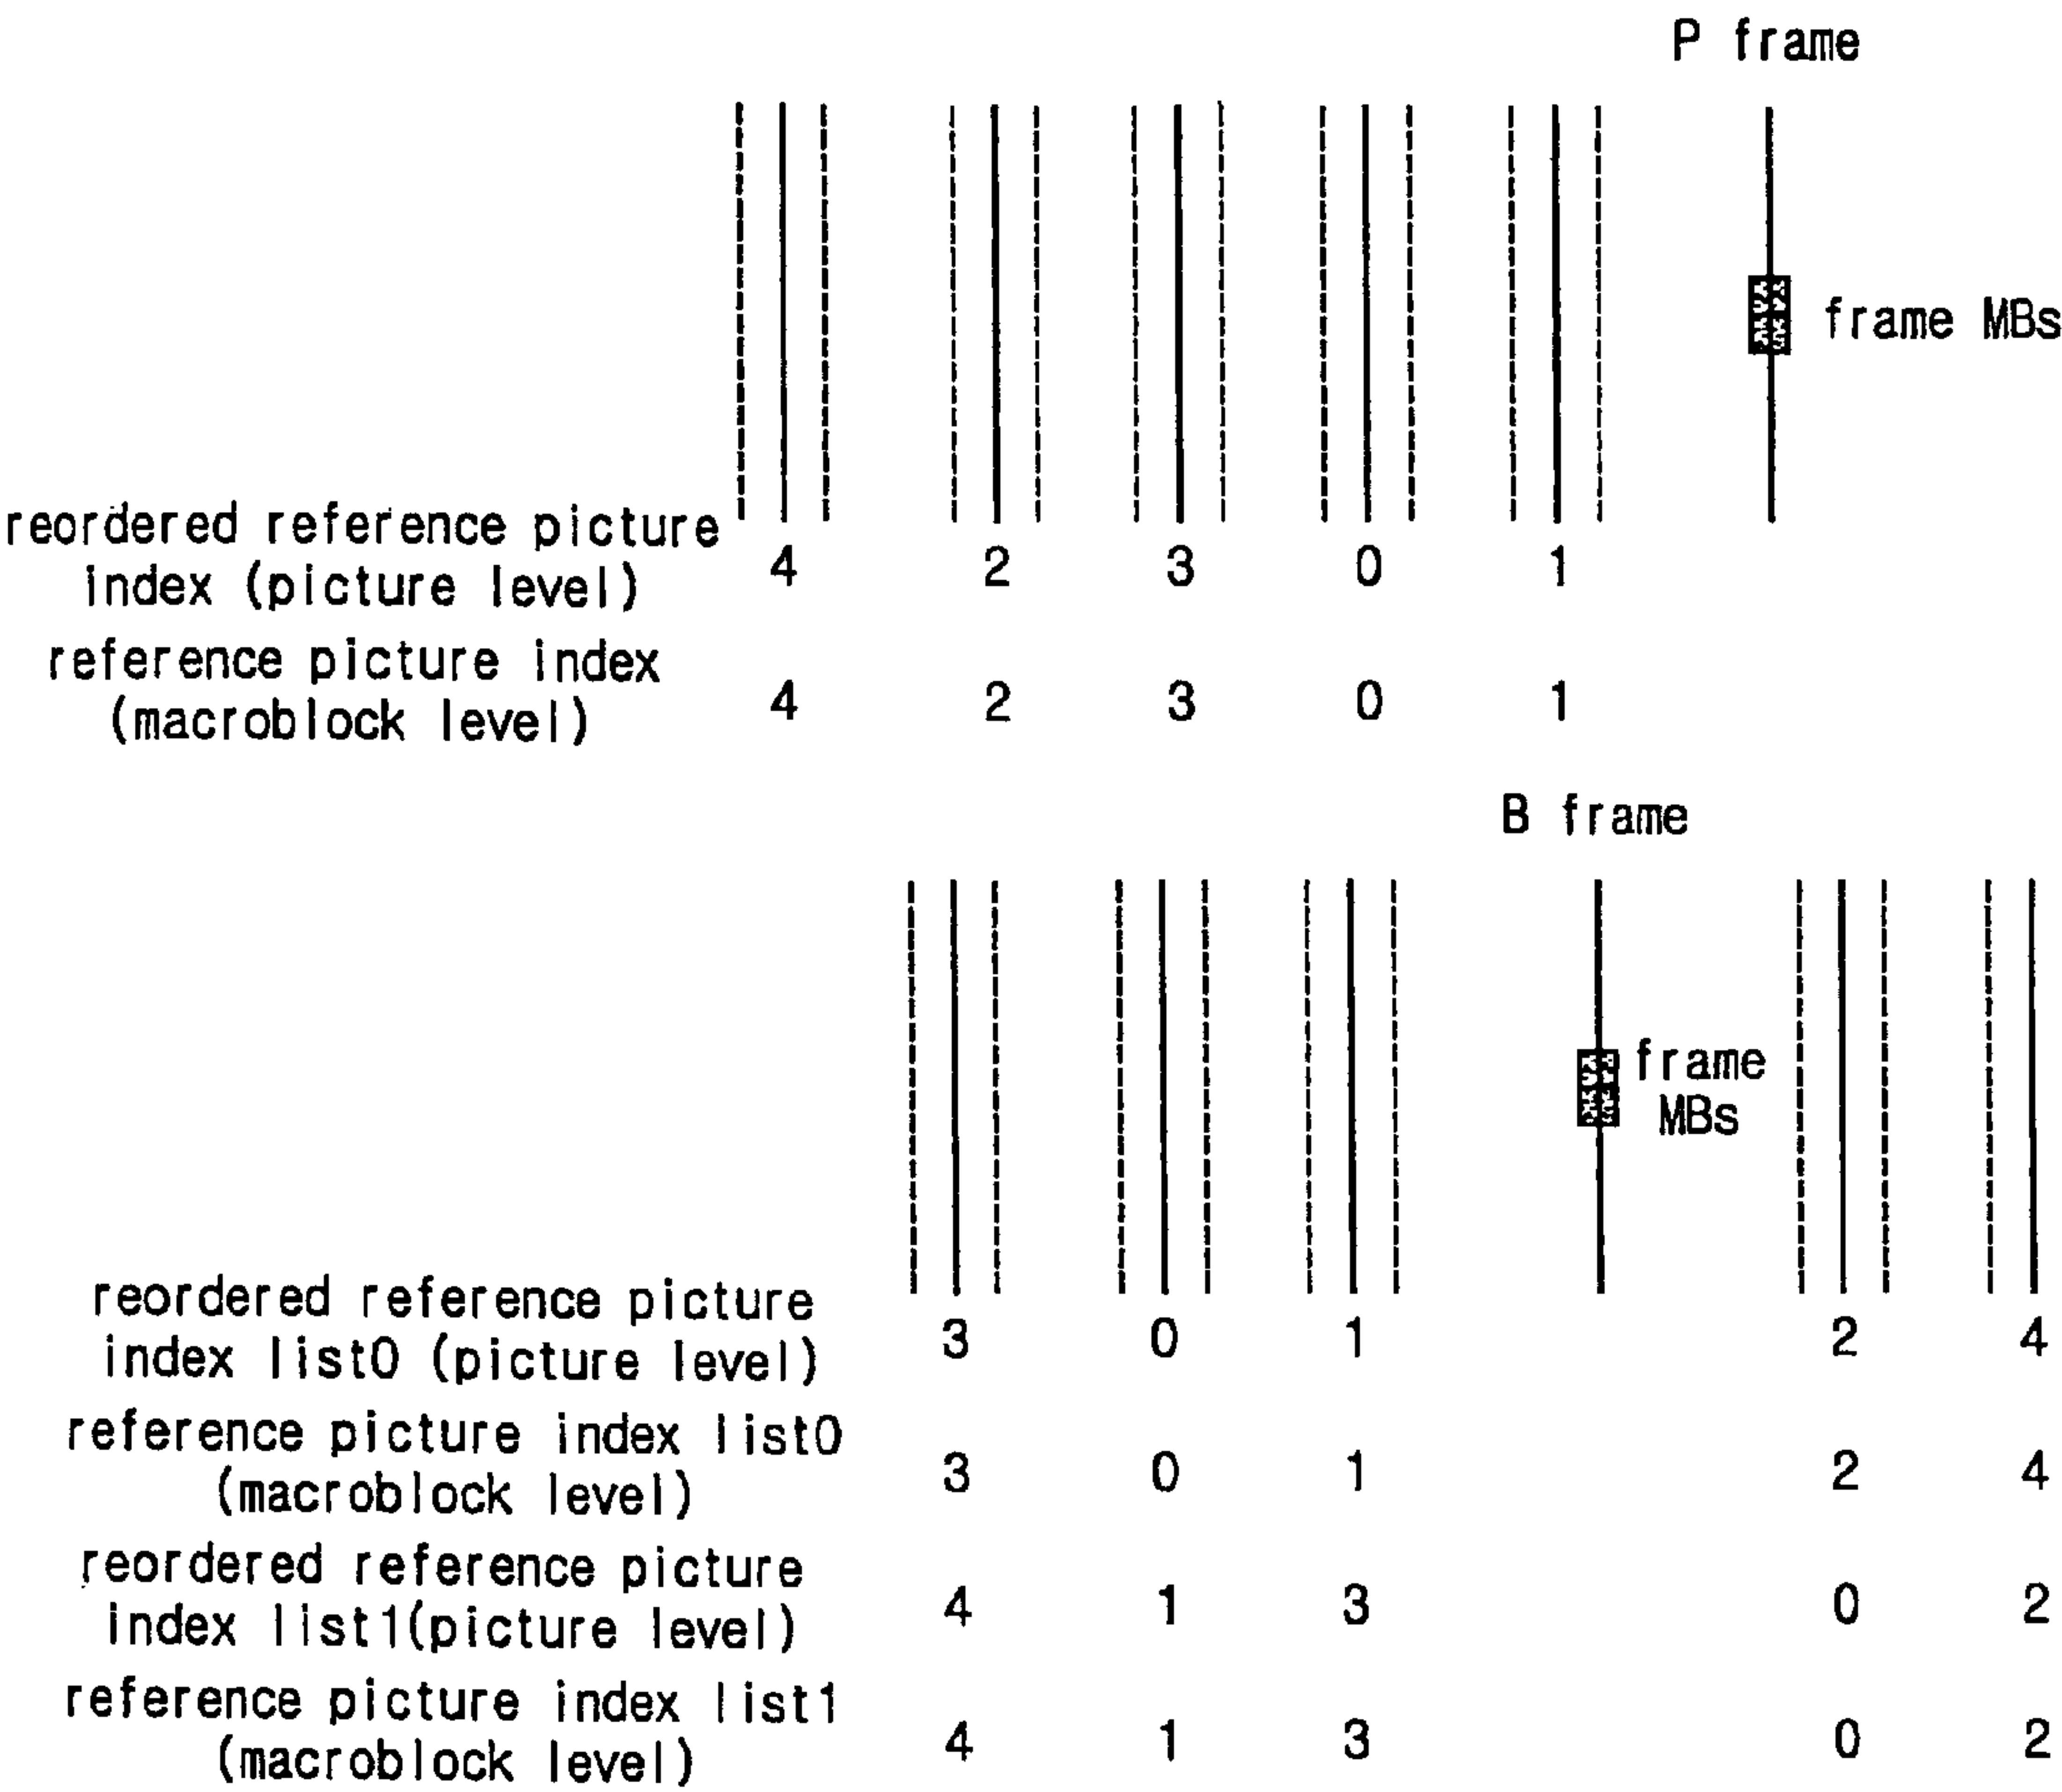 P frame
frame MBs
reordered reference picture
index (picture level) 4 2 3 0 1
reference picture index
(macroblock level) 4 2 3 0 1
B frame
frame
MBs
reordered reference picture
index list0 (picture level) 3 0 1 2 4
reference picture index list0
(macroblock level) 3 0 1 2 4
reordered reference picture
index list1(picture level) 4 1 3 0 2
reference picture index list1
(macroblock level) 4 1 3 0 2